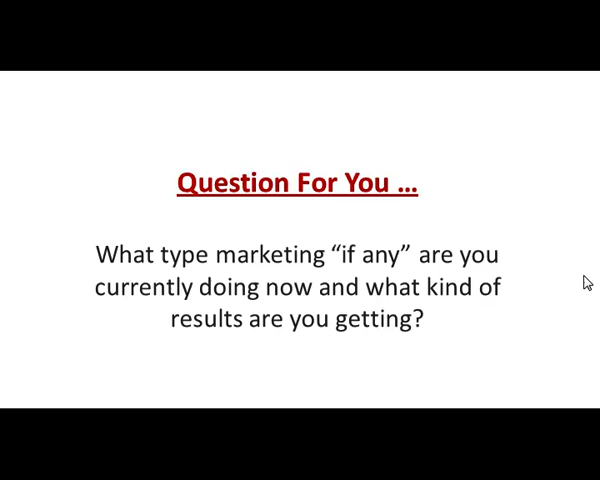 Question For You ...
What type marketing “if any” are you
currently doing now and what kind of
results are you getting?